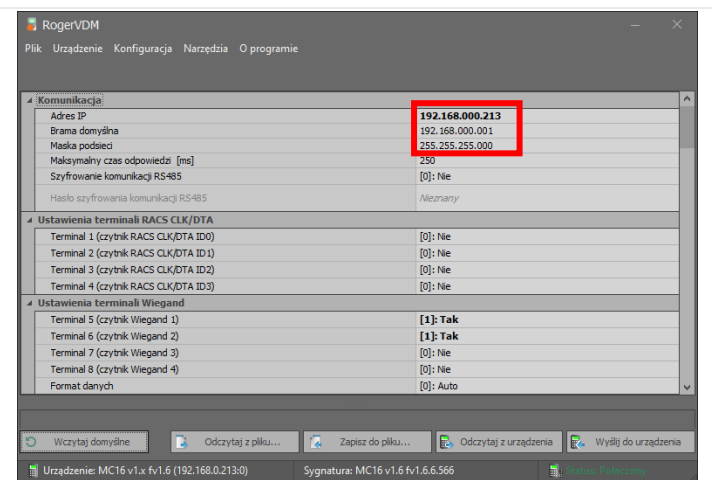 RogerVDM
Plik Urządzenie Konfiguracja Narzędzia O programie
Komunikacja
Adres IP 192.168.000.213
Brama domyślna 192.168.000.001
Maska podsieci 255.255.255.000
Maksymalny czas odpowiedzi [ms] 250
Szyfrowanie komunikacji RS485 [0]: Nie
Hasło szyfrowania komunikacji RS485 Nieznany
Ustawienia terminali RACS CLK/DTA
Terminal 1 (czytnik RACS CLK/DTA ID0) [0]: Nie
Terminal 2 (czytnik RACS CLK/DTA ID1) [0]: Nie
Terminal 3 (czytnik RACS CLK/DTA ID2) [0]: Nie
Terminal 4 (czytnik RACS CLK/DTA ID3) [0]: Nie
Ustawienia terminali Wiegand
Terminal 5 (czytnik Wiegand 1) [1]: Tak
Terminal 6 (czytnik Wiegand 2) [1]: Tak
Terminal 7 (czytnik Wiegand 3) [0]: Nie
Terminal 8 (czytnik Wiegand 4) [0]: Nie
Format danych [0]: Auto
Wczytaj domyślne Odczytaj z pliku... Zapisz do pliku... Odczytaj z urządzenia Wyślij do urządzenia
Urządzenie: MC16 v1.x fv1.6 (192.168.0.213:0) Sygnatura: MC16 v1.6 fv1.6.6.566 Status: Połączony